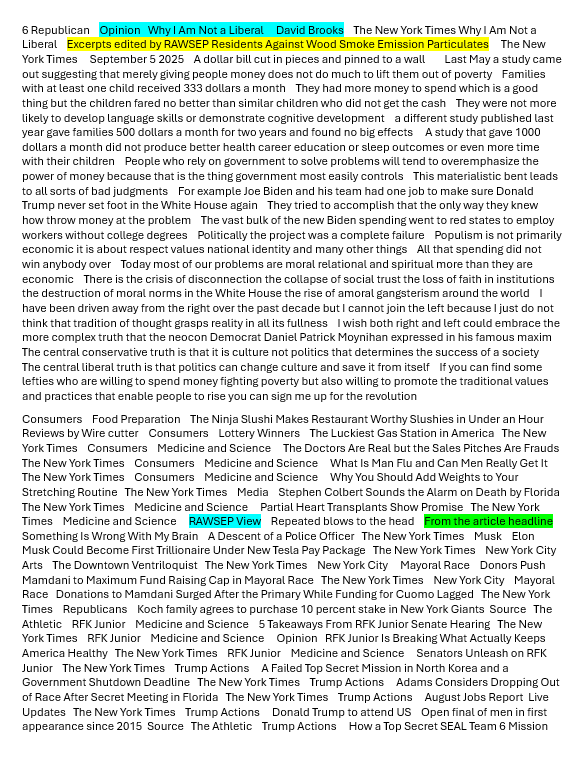 6 Republican   Opinion   Why I Am Not a Liberal    David Brooks   The New York Times Why I Am Not a
Liberal   Excerpts edited by RAWSEP Residents Against Wood Smoke Emission Particulates   The New
York Times   September 5 2025   A dollar bill cut in pieces and pinned to a wall      Last May a study came
out suggesting that merely giving people money does not do much to lift them out of poverty   Families
with at least one child received 333 dollars a month   They had more money to spend which is a good
thing but the children fared no better than similar children who did not get the cash   They were not more
likely to develop language skills or demonstrate cognitive development   a different study published last
year gave families 500 dollars a month for two years and found no big effects   A study that gave 1000
dollars a month did not produce better health career education or sleep outcomes or even more time
with their children   People who rely on government to solve problems will tend to overemphasize the
power of money because that is the thing government most easily controls   This materialistic bent leads
to all sorts of bad judgments   For example Joe Biden and his team had one job to make sure Donald
Trump never set foot in the White House again   They tried to accomplish that the only way they knew
how throw money at the problem   The vast bulk of the new Biden spending went to red states to employ
workers without college degrees   Politically the project was a complete failure   Populism is not primarily
economic it is about respect values national identity and many other things   All that spending did not
win anybody over   Today most of our problems are moral relational and spiritual more than they are
economic   There is the crisis of disconnection the collapse of social trust the loss of faith in institutions
the destruction of moral norms in the White House the rise of amoral gangsterism around the world   I
have been driven away from the right over the past decade but I cannot join the left because I just do not
think that tradition of thought grasps reality in all its fullness   I wish both right and left could embrace the
more complex truth that the neocon Democrat Daniel Patrick Moynihan expressed in his famous maxim
The central conservative truth is that it is culture not politics that determines the success of a society
The central liberal truth is that politics can change culture and save it from itself   If you can find some
lefties who are willing to spend money fighting poverty but also willing to promote the traditional values
and practices that enable people to rise you can sign me up for the revolution
Consumers   Food Preparation   The Ninja Slushi Makes Restaurant Worthy Slushies in Under an Hour
Reviews by Wire cutter   Consumers   Lottery Winners   The Luckiest Gas Station in America   The New
York Times   Consumers   Medicine and Science   The Doctors Are Real but the Sales Pitches Are Frauds
The New York Times   Consumers   Medicine and Science   What Is Man Flu and Can Men Really Get It
The New York Times   Consumers   Medicine and Science   Why You Should Add Weights to Your
Stretching Routine   The New York Times   Media   Stephen Colbert Sounds the Alarm on Death by Florida
The New York Times   Medicine and Science   Partial Heart Transplants Show Promise   The New York
Times   Medicine and Science   RAWSEP View   Repeated blows to the head   From the article headline
Something Is Wrong With My Brain   A Descent of a Police Officer   The New York Times   Musk   Elon
Musk Could Become First Trillionaire Under New Tesla Pay Package   The New York Times   New York City
Arts   The Downtown Ventriloquist   The New York Times   New York City   Mayoral Race   Donors Push
Mamdani to Maximum Fund Raising Cap in Mayoral Race   The New York Times   New York City   Mayoral
Race   Donations to Mamdani Surged After the Primary While Funding for Cuomo Lagged   The New York
Times   Republicans   Koch family agrees to purchase 10 percent stake in New York Giants   Source   The
Athletic   RFK Junior   Medicine and Science   5 Takeaways From RFK Junior Senate Hearing   The New
York Times   RFK Junior   Medicine and Science   Opinion   RFK Junior Is Breaking What Actually Keeps
America Healthy   The New York Times   RFK Junior   Medicine and Science   Senators Unleash on RFK
Junior   The New York Times   Trump Actions   A Failed Top Secret Mission in North Korea and a
Government Shutdown Deadline   The New York Times   Trump Actions   Adams Considers Dropping Out
of Race After Secret Meeting in Florida   The New York Times   Trump Actions   August Jobs Report   Live
Updates   The New York Times   Trump Actions   Donald Trump to attend US   Open final of men in first
appearance since 2015   Source   The Athletic   Trump Actions   How a Top Secret SEAL Team 6 Mission